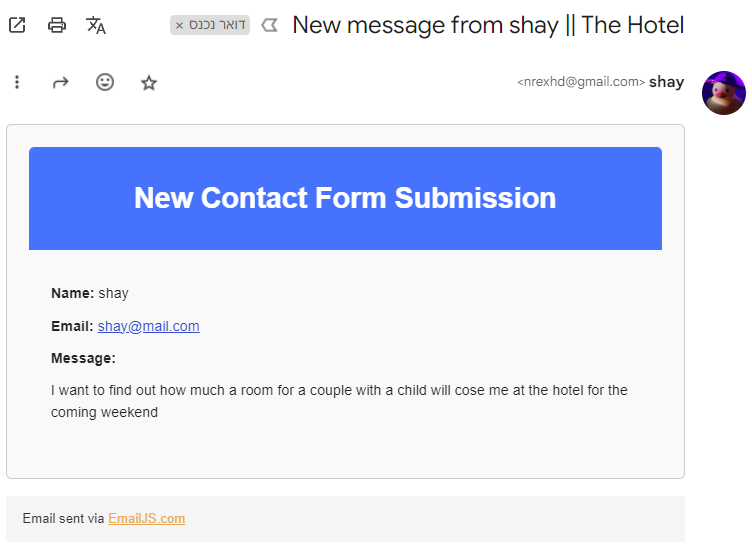 New message from shay || The Hotel
דואר נכנס ×
shay <nrexhd@gmail.com>
New Contact Form Submission
Name: shay
Email: shay@mail.com
Message:
I want to find out how much a room for a couple with a child will cose me at the hotel for the
coming weekend
Email sent via EmailJS.com